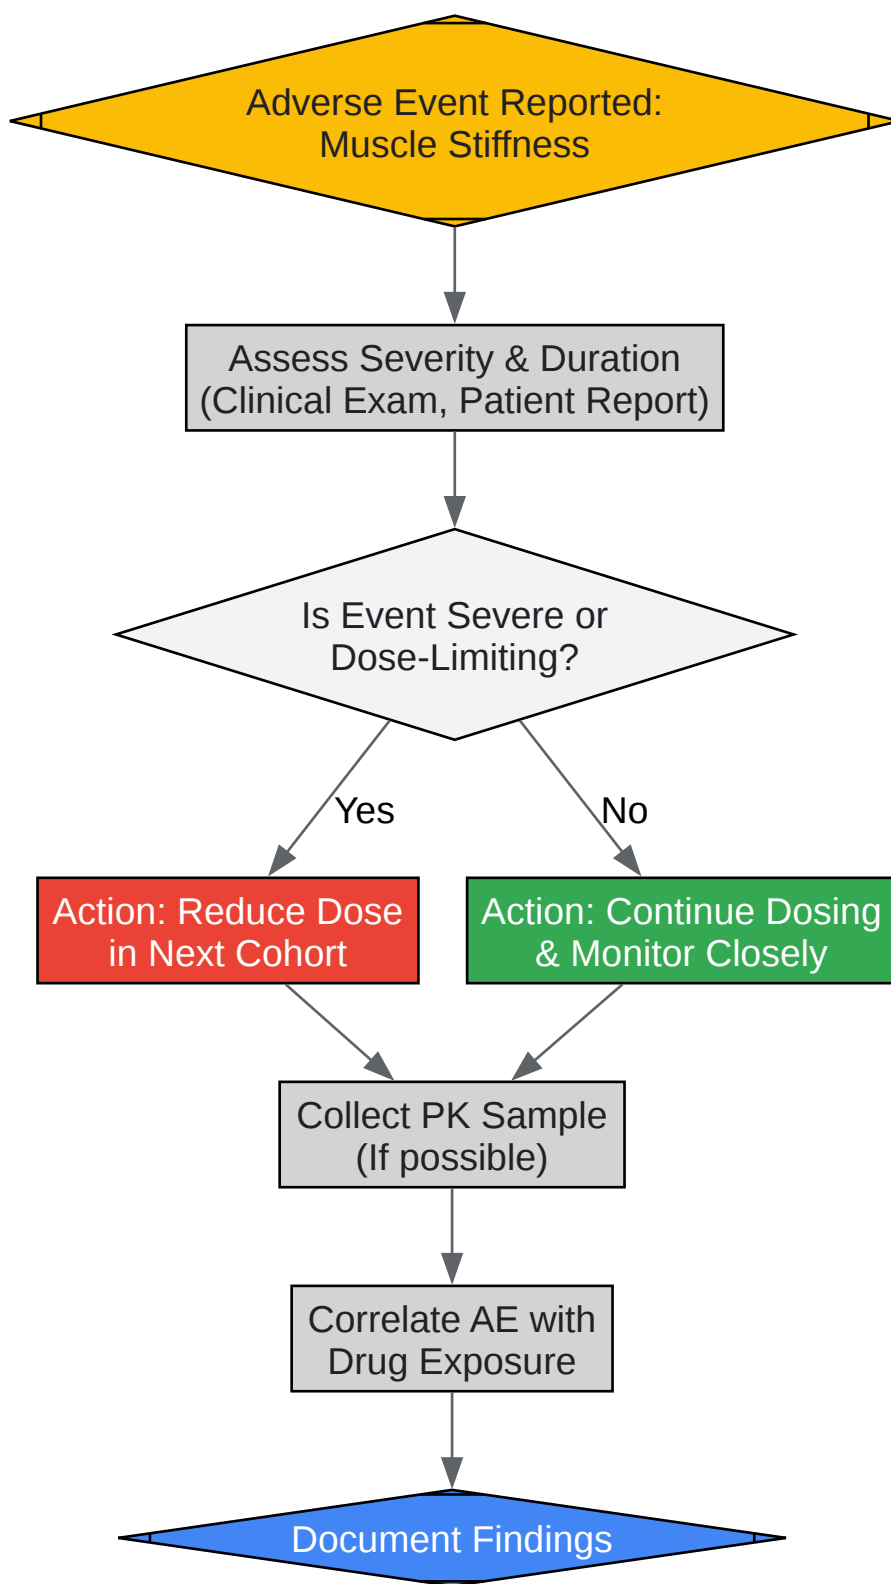 Adverse Event Reported:
Muscle Stiffness
Assess Severity & Duration
(Clinical Exam, Patient Report)
Is Event Severe or
Dose-Limiting?
Yes
No
Action: Reduce Dose
in Next Cohort
Action: Continue Dosing
& Monitor Closely
Collect PK Sample
(If possible)
Correlate AE with
Drug Exposure
Document Findings